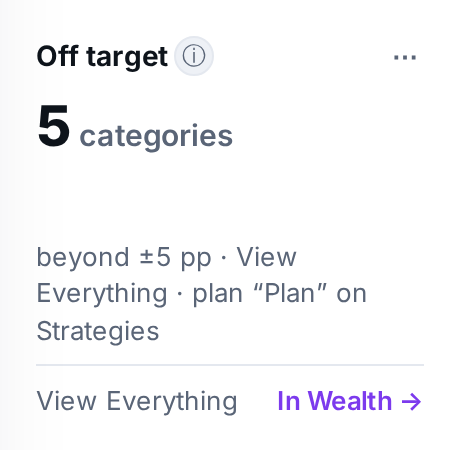 Off target ⓘ ...
5 categories
beyond ±5 pp · View
Everything · plan “Plan” on
Strategies
View Everything In Wealth →